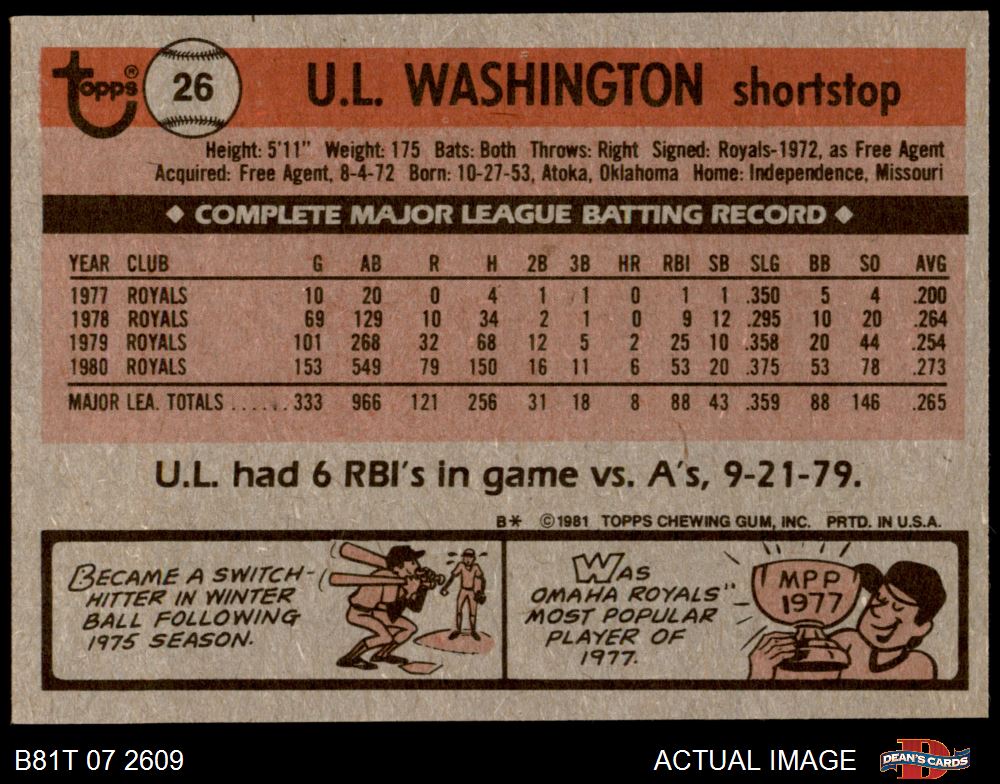 topps® 26 U.L. WASHINGTON shortstop
Height: 5'11" Weight: 175 Bats: Both Throws: Right Signed: Royals-1972, as Free Agent
Acquired: Free Agent, 8-4-72 Born: 10-27-53, Atoka, Oklahoma Home: Independence, Missouri
◆ COMPLETE MAJOR LEAGUE BATTING RECORD ◆
YEAR CLUB G AB R H 2B 3B HR RBI SB SLG BB SO AVG
1977 ROYALS 10 20 0 4 1 1 0 1 1 .350 5 4 .200
1978 ROYALS 69 129 10 34 2 1 0 9 12 .295 10 20 .264
1979 ROYALS 101 268 32 68 12 5 2 25 10 .358 20 44 .254
1980 ROYALS 153 549 79 150 16 11 6 53 20 .375 53 78 .273
MAJOR LEA. TOTALS ...... 333 966 121 256 31 18 8 88 43 .359 88 146 .265
U.L. had 6 RBI's in game vs. A's, 9-21-79.
B* ©1981 TOPPS CHEWING GUM, INC. PRTD. IN U.S.A.
BECAME A SWITCH-
HITTER IN WINTER
BALL FOLLOWING
1975 SEASON.
WAS
OMAHA ROYALS"
MOST POPULAR
PLAYER OF
1977.
MPP
1977
B81T 07 2609
ACTUAL IMAGE
DEAN'S CARDS